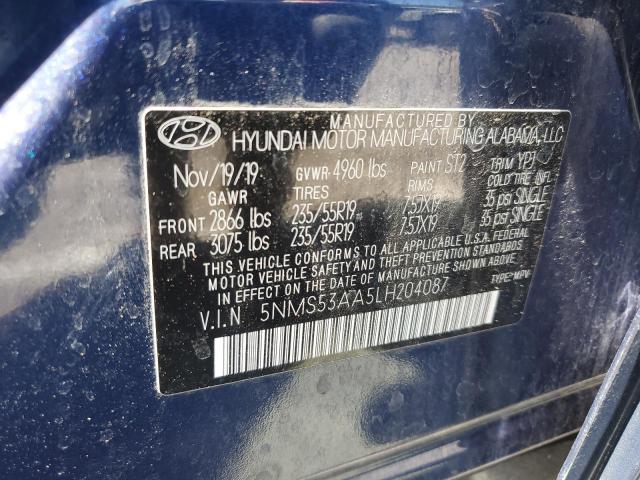 MANUFACTURED BY
HYUNDAI MOTOR MANUFACTURING ALABAMA, LLC
Nov/19/19 GVWR 4960 lbs PAINT ST2 TRIM YPJ
GAWR TIRES RIMS COLD TIRE INFL.
FRONT 2866 lbs 235/55R19 7.5JX19 35 psi SINGLE
REAR 3075 lbs 235/55R19 7.5JX19 35 psi SINGLE
THIS VEHICLE CONFORMS TO ALL APPLICABLE U.S.A. FEDERAL
MOTOR VEHICLE SAFETY AND THEFT PREVENTION STANDARDS
IN EFFECT ON THE DATE OF MANUFACTURE SHOWN ABOVE.
V.I.N 5NMS53AA5LH204087 TYPE:MPV